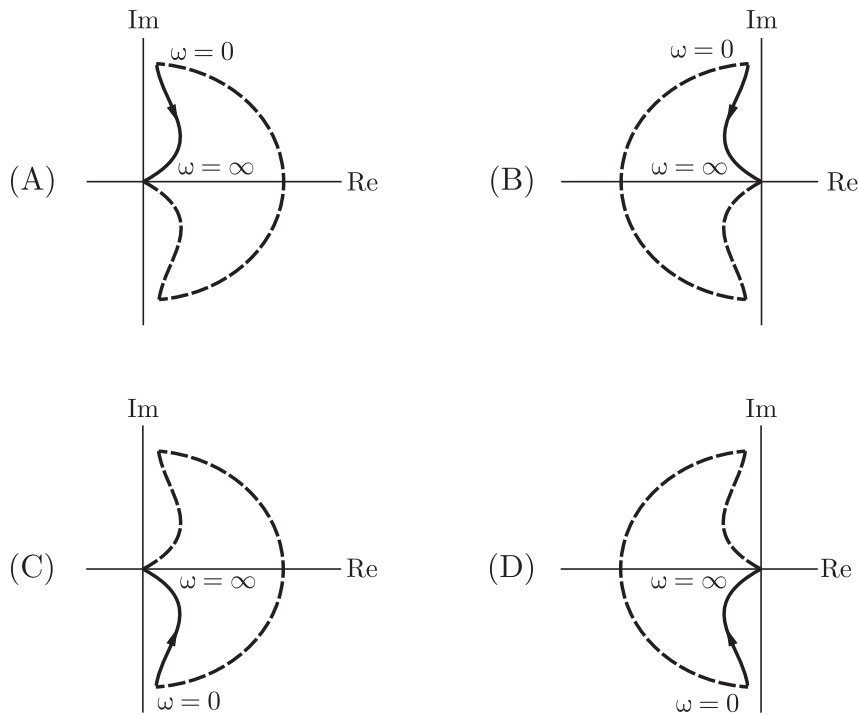 Im
ω = 0
(A)
ω = ∞
Re
Im
ω = 0
(B)
ω = ∞
Re
Im
(C)
ω = ∞
Re
ω = 0
Im
(D)
ω = ∞
Re
ω = 0